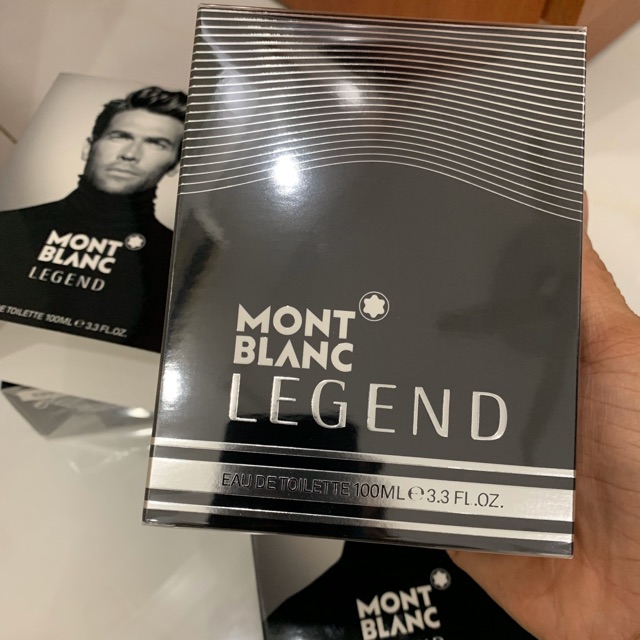 MONT
BLANC
LEGEND
EAU DE TOILETTE 100ML ℮ 3.3 FL.OZ.
MONT
BLANC
LEGEND
DE TOILETTE 100ML ℮ 3.3 FL.OZ.
MONT
BLANC